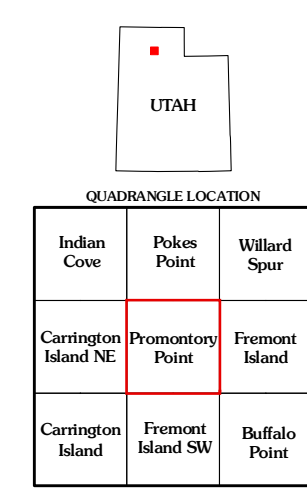 UTAH
QUADRANGLE LOCATION
Indian
Cove
Pokes
Point
Willard
Spur
Carrington
Island NE
Promontory
Point
Fremont
Island
Carrington
Island
Fremont
Island SW
Buffalo
Point